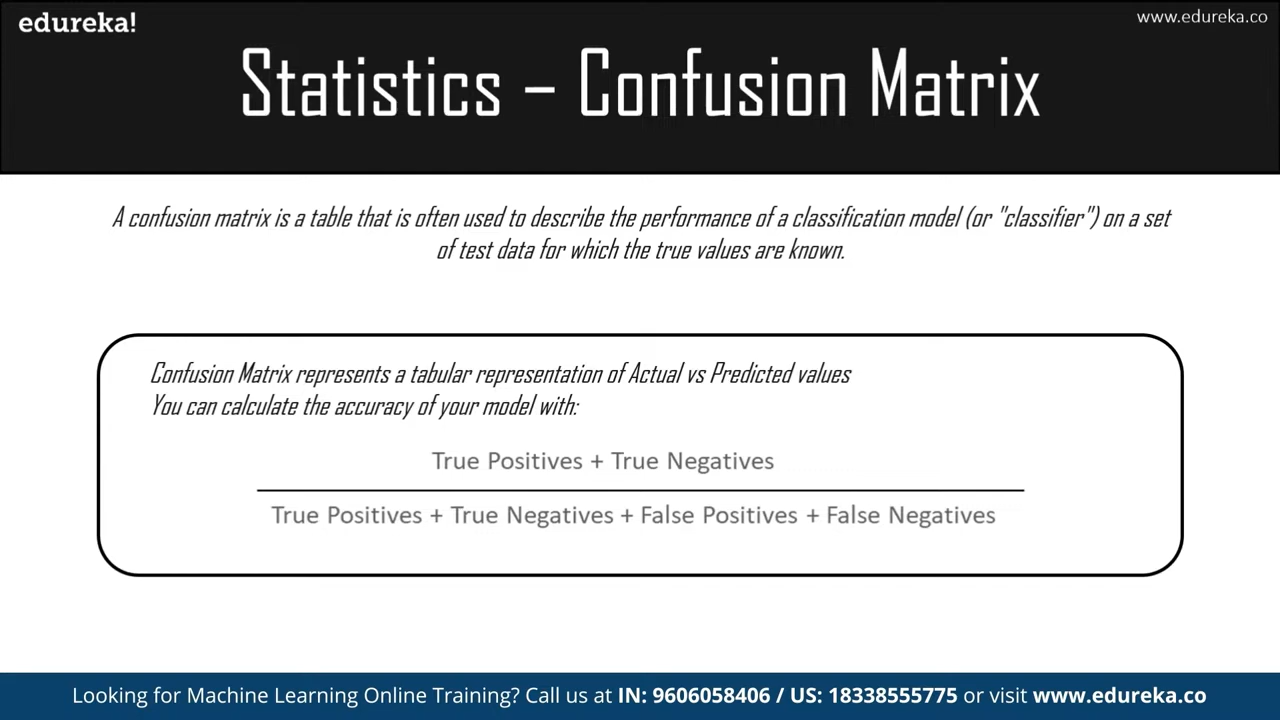 edureka!
www.edureka.co
Statistics – Confusion Matrix
A confusion matrix is a table that is often used to describe the performance of a classification model (or "classifier") on a set
of test data for which the true values are known.
Confusion Matrix represents a tabular representation of Actual vs Predicted values
You can calculate the accuracy of your model with:
True Positives + True Negatives
True Positives + True Negatives + False Positives + False Negatives
Looking for Machine Learning Online Training? Call us at IN: 9606058406 / US: 18338555775 or visit www.edureka.co